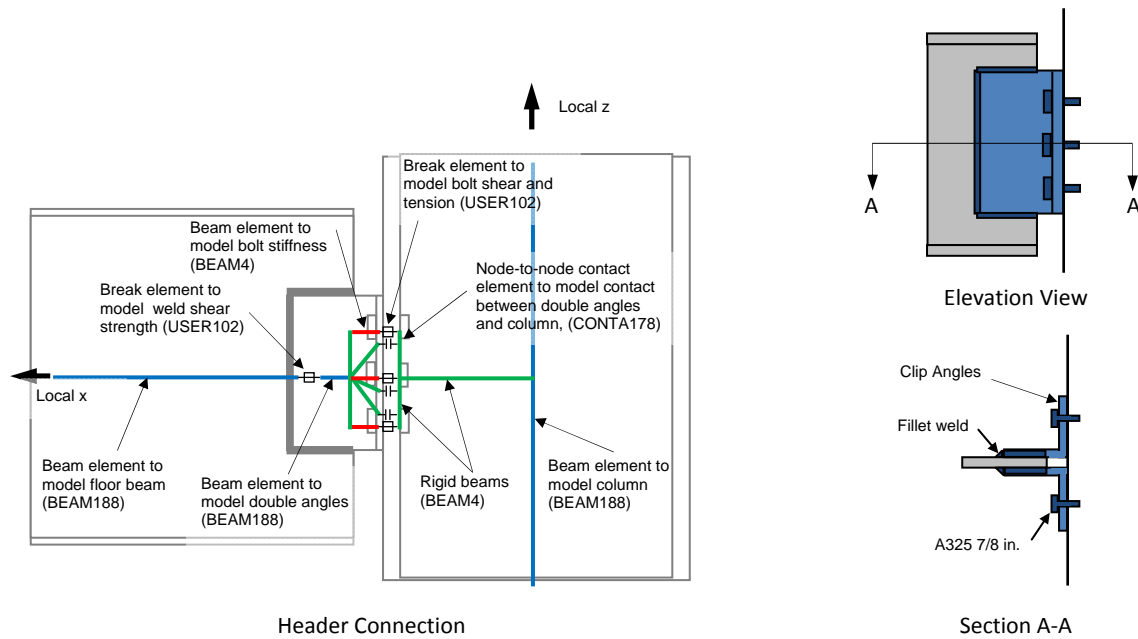 Local z
Break element to
model bolt shear and
tension (USER102)
Beam element to
model bolt stiffness
(BEAM4)
Node-to-node contact
element to model contact
between double angles
and column, (CONTA178)
Break element to
model  weld shear
strength (USER102)
Local x
Beam element to
model floor beam
(BEAM188)
Beam element to
model double angles
(BEAM188)
Rigid beams
(BEAM4)
Beam element to
model column
(BEAM188)
Header Connection
A
A
Elevation View
Clip Angles
Fillet weld
A325 7/8 in.
Section A-A